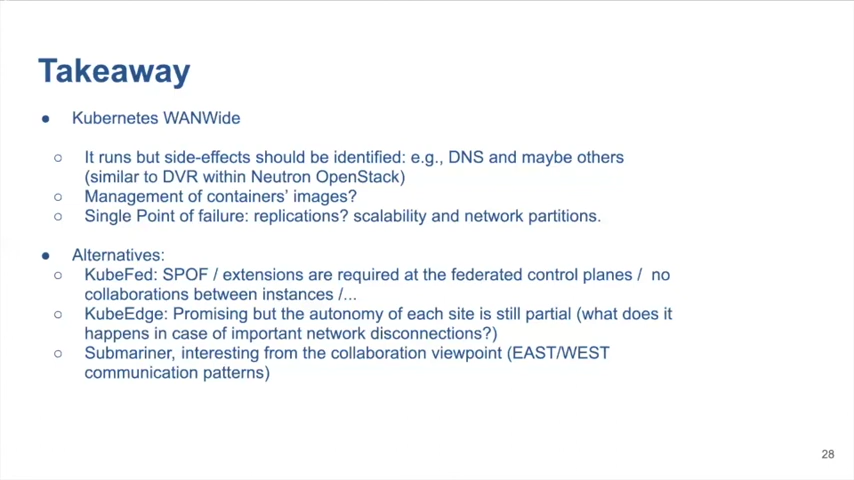 Takeaway
● Kubernetes WANWide
○ It runs but side-effects should be identified: e.g., DNS and maybe others
(similar to DVR within Neutron OpenStack)
○ Management of containers' images?
○ Single Point of failure: replications? scalability and network partitions.
● Alternatives:
○ KubeFed: SPOF / extensions are required at the federated control planes / no
collaborations between instances /...
○ KubeEdge: Promising but the autonomy of each site is still partial (what does it
happens in case of important network disconnections?)
○ Submariner, interesting from the collaboration viewpoint (EAST/WEST
communication patterns)
28